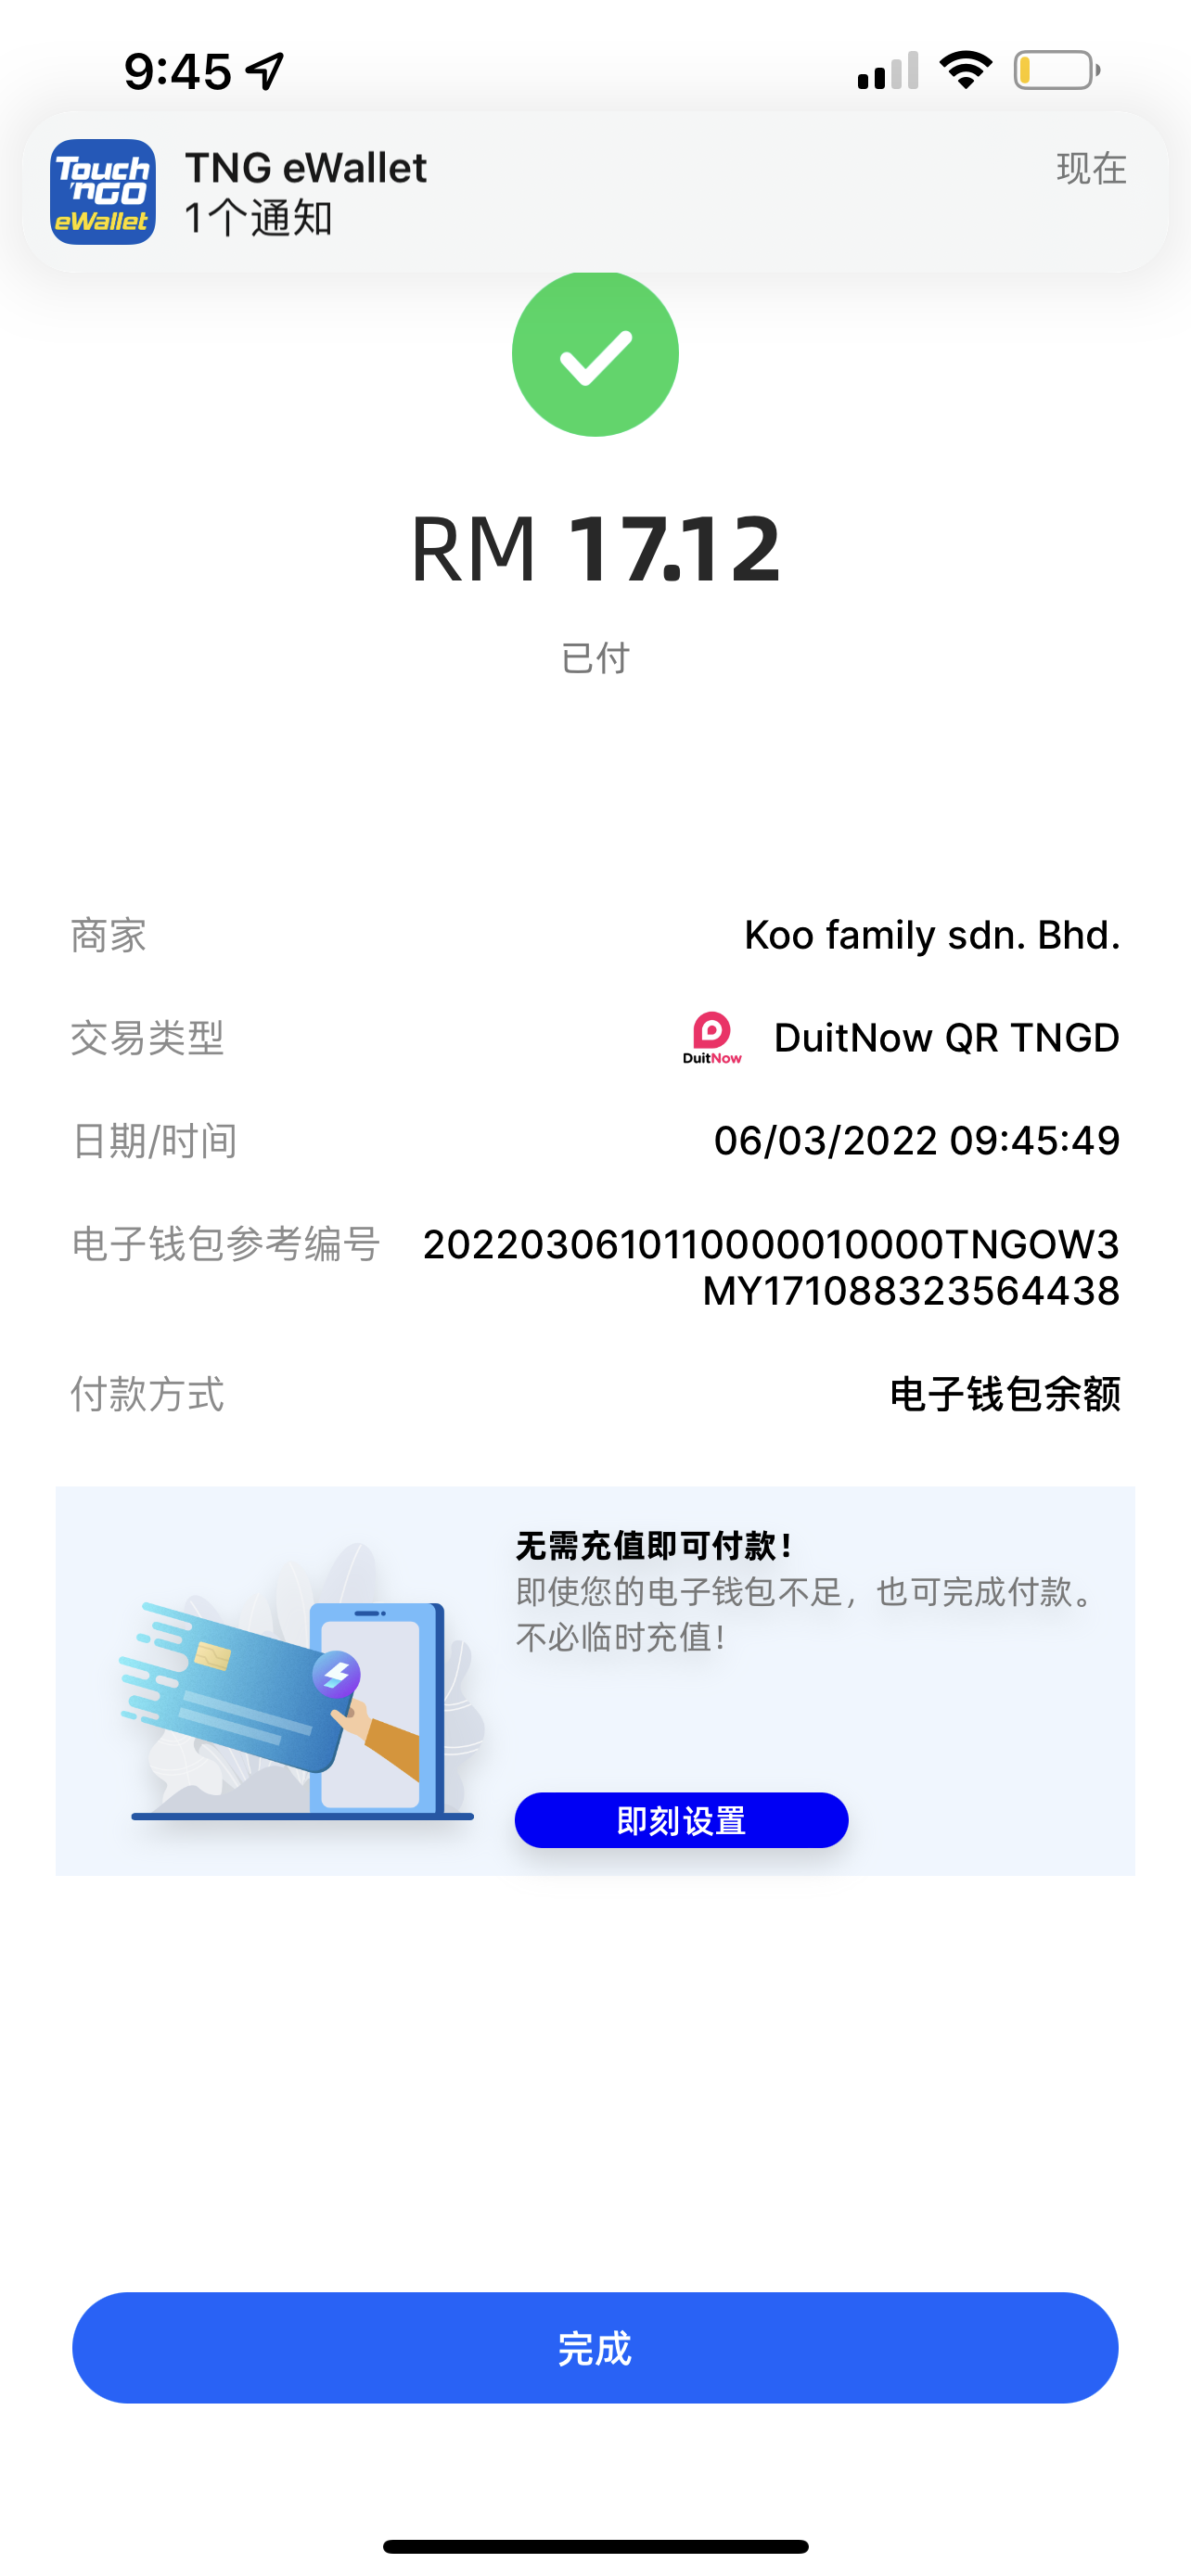 9:45
Touch
'nGO
eWallet
TNG eWallet
现在
1个通知
RM 17.12
已付
商家
Koo family sdn. Bhd.
交易类型
DuitNow
DuitNow QR TNGD
日期/时间
06/03/2022 09:45:49
电子钱包参考编号
20220306101110000010000TNGOW3
MY171088323564438
付款方式
电子钱包余额
无需充值即可付款!
即使您的电子钱包不足，也可完成付款。
不必临时充值!
即刻设置
完成